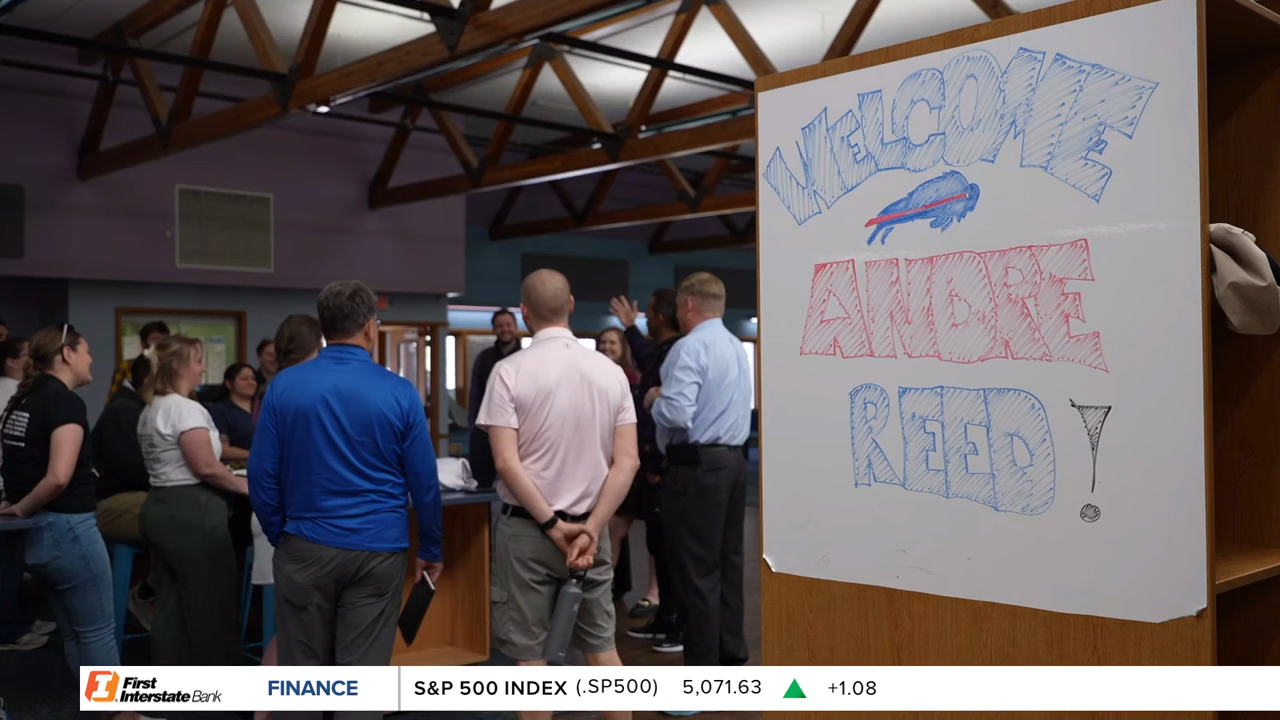 WELCOME
ANDRE
REED!
First
Interstate Bank
FINANCE
S&P 500 INDEX (.SP500) 5,071.63 +1.08